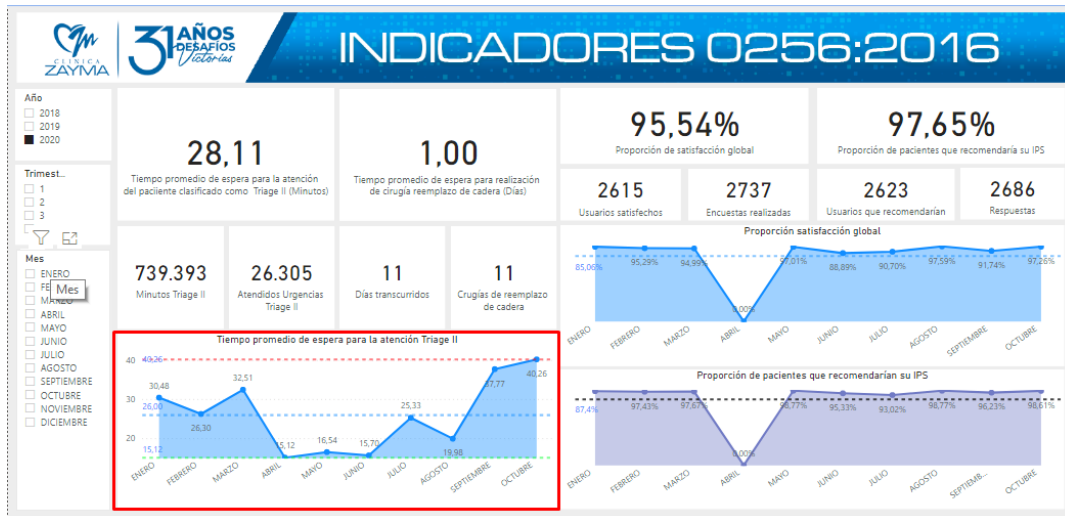 CLINICA
ZAYMA
31 AÑOS
DESAFÍOS
Victorias
INDICADORES 0256:2016
Año
2018
2019
2020
Trimest...
1
2
3
Mes
ENERO
FE
Mes
MARZO
ABRIL
MAYO
JUNIO
JULIO
AGOSTO
SEPTIEMBRE
OCTUBRE
NOVIEMBRE
DICIEMBRE
28,11
Tiempo promedio de espera para la atención
del paciiente clasificado como Triage II (Minutos)
1,00
Tiempo promedio de espera para realización
de cirugía reemplazo de cadera (Días)
95,54%
Proporción de satisfacción global
97,65%
Proporción de pacientes que recomendaría su IPS
2615
Usuarios satisfechos
2737
Encuestas realizadas
2623
Usuarios que recomendarían
2686
Respuestas
739.393
Minutos Triage II
26.305
Atendidos Urgencias
Triage II
11
Días transcurridos
11
Crugías de reemplazo
de cadera
Proporción satisfacción global
85,06%
95,29%
94,99%
0,00%
97,01%
88,89%
90,70%
97,59%
91,74%
97,26%
ENERO
FEBRERO
MARZO
ABRIL
MAYO
JUNIO
JULIO
AGOSTO
SEPTIEMBRE
OCTUBRE
Tiempo promedio de espera para la atención Triage II
40
30
20
40,26
26,00
15,12
30,48
26,30
32,51
15,12
16,54
15,70
25,33
19,98
37,77
40,26
ENERO
FEBRERO
MARZO
ABRIL
MAYO
JUNIO
JULIO
AGOSTO
SEPTIEMBRE
OCTUBRE
Proporción de pacientes que recomendarían su IPS
87,4%
97,43%
97,67%
0,00%
98,77%
95,33%
93,02%
98,77%
96,23%
98,61%
ENERO
FEBRERO
MARZO
ABRIL
MAYO
JUNIO
JULIO
AGOSTO
SEPTIEMB...
OCTUBRE